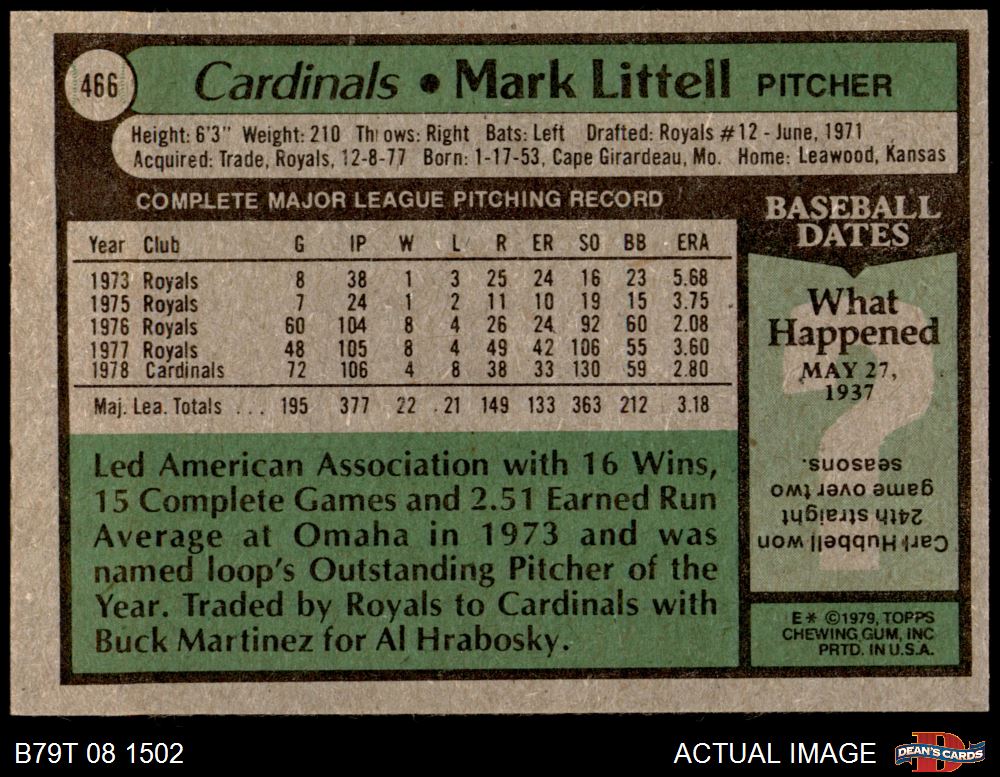 466
Cardinals • Mark Littell PITCHER
Height: 6'3" Weight: 210 Throws: Right Bats: Left Drafted: Royals #12 - June, 1971
Acquired: Trade, Royals, 12-8-77 Born: 1-17-53, Cape Girardeau, Mo. Home: Leawood, Kansas
COMPLETE MAJOR LEAGUE PITCHING RECORD
Year Club G IP W L R ER SO BB ERA
1973 Royals 8 38 1 3 25 24 16 23 5.68
1975 Royals 7 24 1 2 11 10 19 15 3.75
1976 Royals 60 104 8 4 26 24 92 60 2.08
1977 Royals 48 105 8 4 49 42 106 55 3.60
1978 Cardinals 72 106 4 8 38 33 130 59 2.80
Maj. Lea. Totals . . . 195 377 22 21 149 133 363 212 3.18
Led American Association with 16 Wins,
15 Complete Games and 2.51 Earned Run
Average at Omaha in 1973 and was
named loop's Outstanding Pitcher of the
Year. Traded by Royals to Cardinals with
Buck Martinez for Al Hrabosky.
BASEBALL
DATES
What
Happened
MAY 27,
1937
?
Carl Hubbell won
24th straight
game over two
seasons.
E* ©1979, TOPPS
CHEWING GUM, INC
PRTD. IN U.S.A.
B79T 08 1502
ACTUAL IMAGE
D
DEAN'S CARDS